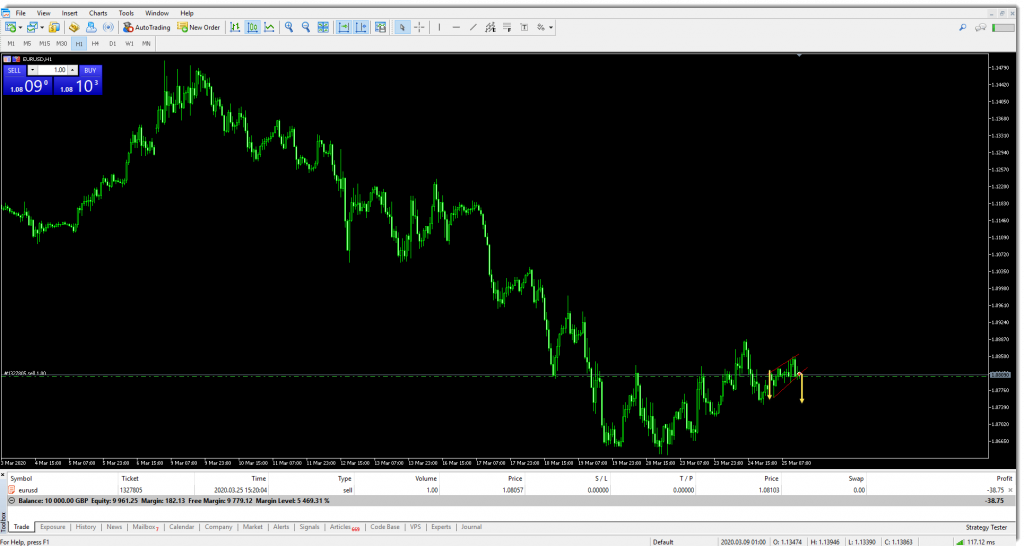 File View Insert Charts Tools Window Help
AutoTrading New Order
M1 M5 M15 M30 H1 H4 D1 W1 MN
EURUSD,H1
SELL 1.00 BUY
1.08 09 0 1.08 10 3
1.14790
1.14420
1.14050
1.13680
1.13310
1.12940
1.12570
1.12200
1.11830
1.11460
1.11090
1.10720
1.10350
1.09980
1.09610
1.09240
1.08870
1.08500
#1327805 sell 1.00
1.07760
1.07390
1.07020
1.06650
3 Mar 2020 4 Mar 15:00 5 Mar 07:00 5 Mar 23:00 6 Mar 15:00 9 Mar 07:00 9 Mar 23:00 10 Mar 15:00 11 Mar 07:00 11 Mar 23:00 12 Mar 15:00 13 Mar 07:00 13 Mar 23:00 16 Mar 15:00 17 Mar 07:00 17 Mar 23:00 18 Mar 15:00 19 Mar 07:00 19 Mar 23:00 20 Mar 15:00 23 Mar 07:00 23 Mar 23:00 24 Mar 15:00 25 Mar 07:00
Symbol Ticket Time Type Volume Price S / L T / P Price Swap Profit
eurusd 1327805 2020.03.25 15:20:04 sell 1.00 1.08057 0.00000 0.00000 1.08103 0.00 -38.75
Balance: 10 000.00 GBP Equity: 9 961.25 Margin: 182.13 Free Margin: 9 779.12 Margin Level: 5 469.31 % -38.75
Toolbox
Trade Exposure History News Mailbox 7 Calendar Company Market Alerts Signals Articles 669 Code Base VPS Experts Journal Strategy Tester
For Help, press F1 Default 2020.03.09 01:00 O: 1.13474 H: 1.13946 L: 1.13390 C: 1.13863 117.12 ms